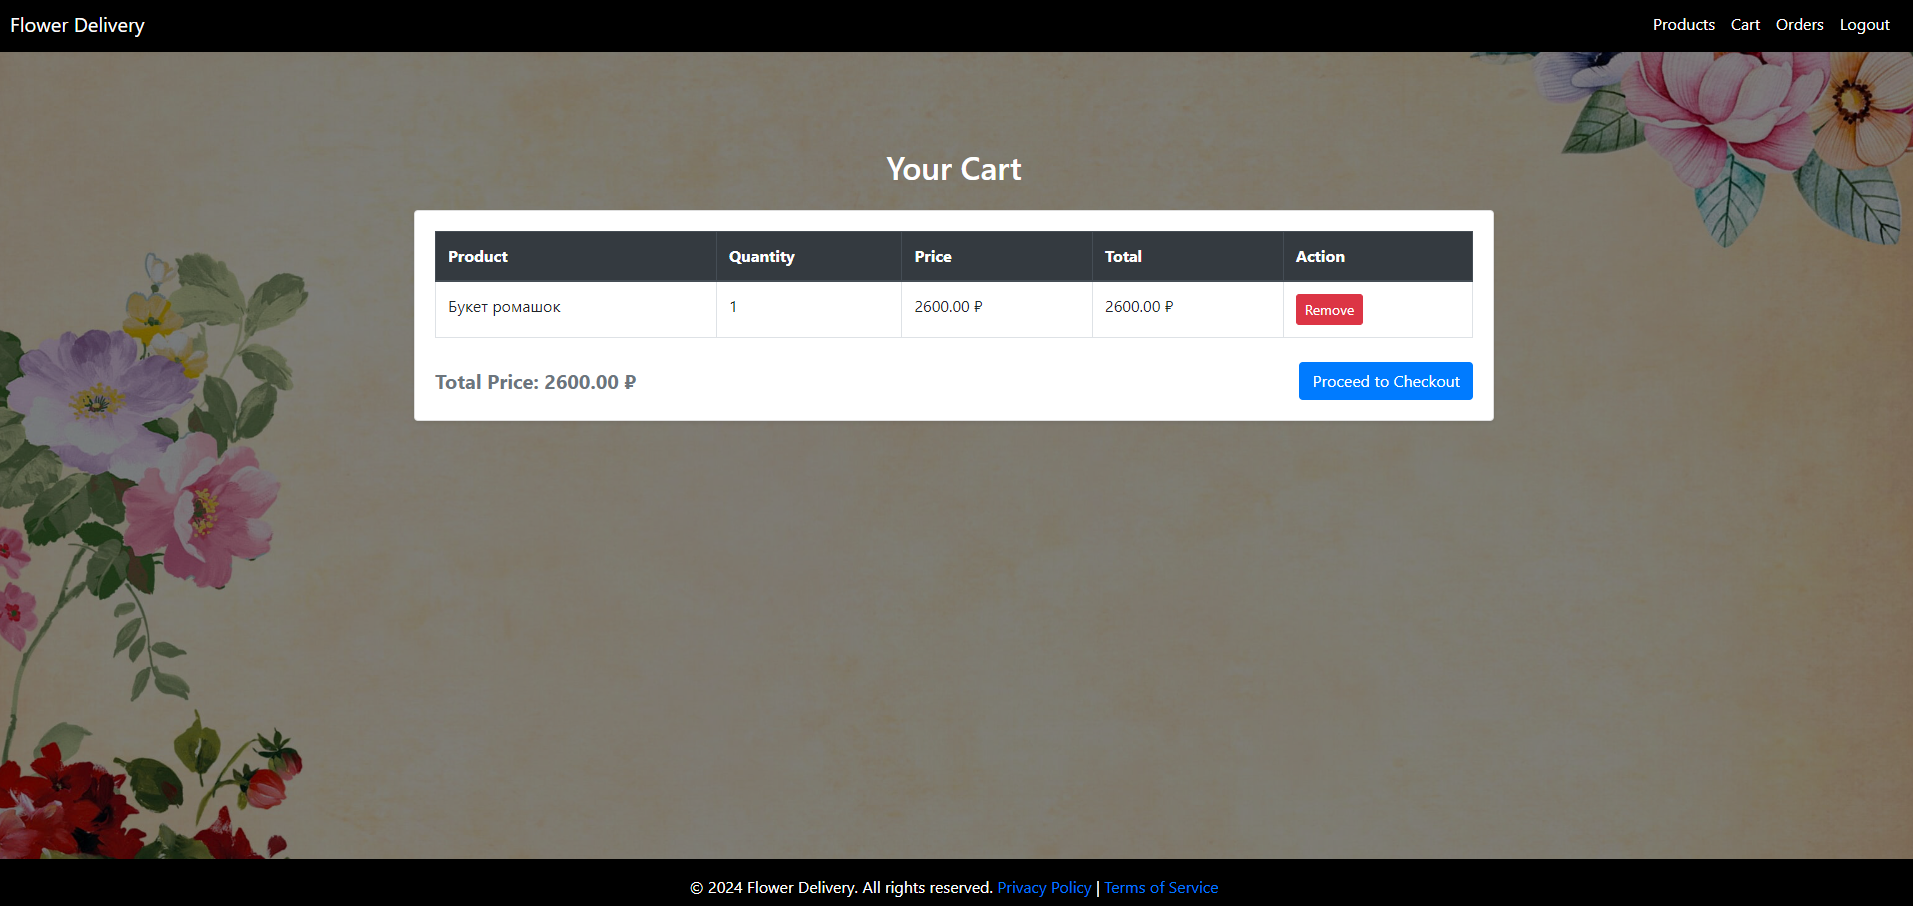 Flower Delivery Products Cart Orders Logout
Your Cart
Product Quantity Price Total Action
Букет ромашок 1 2600.00 ₽ 2600.00 ₽ Remove
Total Price: 2600.00 ₽ Proceed to Checkout
© 2024 Flower Delivery. All rights reserved. Privacy Policy | Terms of Service